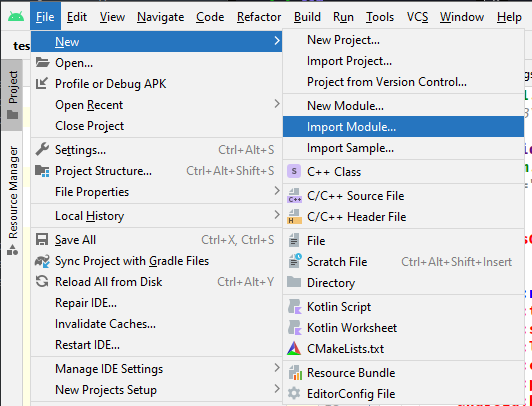 File Edit View Navigate Code Refactor Build Run Tools VCS Window Help
tes
Project
Resource Manager
New
Open...
Profile or Debug APK
Open Recent
Close Project
Settings... Ctrl+Alt+S
Project Structure... Ctrl+Alt+Shift+S
File Properties
Local History
Save All Ctrl+X, Ctrl+S
Sync Project with Gradle Files
Reload All from Disk Ctrl+Alt+Y
Repair IDE...
Invalidate Caches...
Restart IDE...
Manage IDE Settings
New Projects Setup
New Project...
Import Project...
Project from Version Control...
New Module...
Import Module...
Import Sample...
S C++ Class
C++ C/C++ Source File
H C/C++ Header File
File
Scratch File Ctrl+Alt+Shift+Insert
Directory
Kotlin Script
Kotlin Worksheet
CMakeLists.txt
Resource Bundle
EditorConfig File